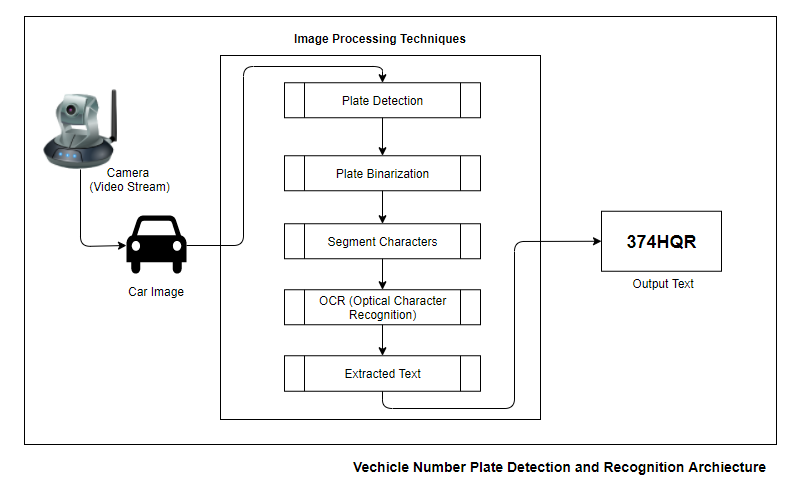 Image Processing Techniques
Plate Detection
Camera
(Video Stream)
Plate Binarization
Segment Characters
374HQR
Output Text
Car Image
OCR (Optical Character
Recognition)
Extracted Text
Vechicle Number Plate Detection and Recognition Archiecture